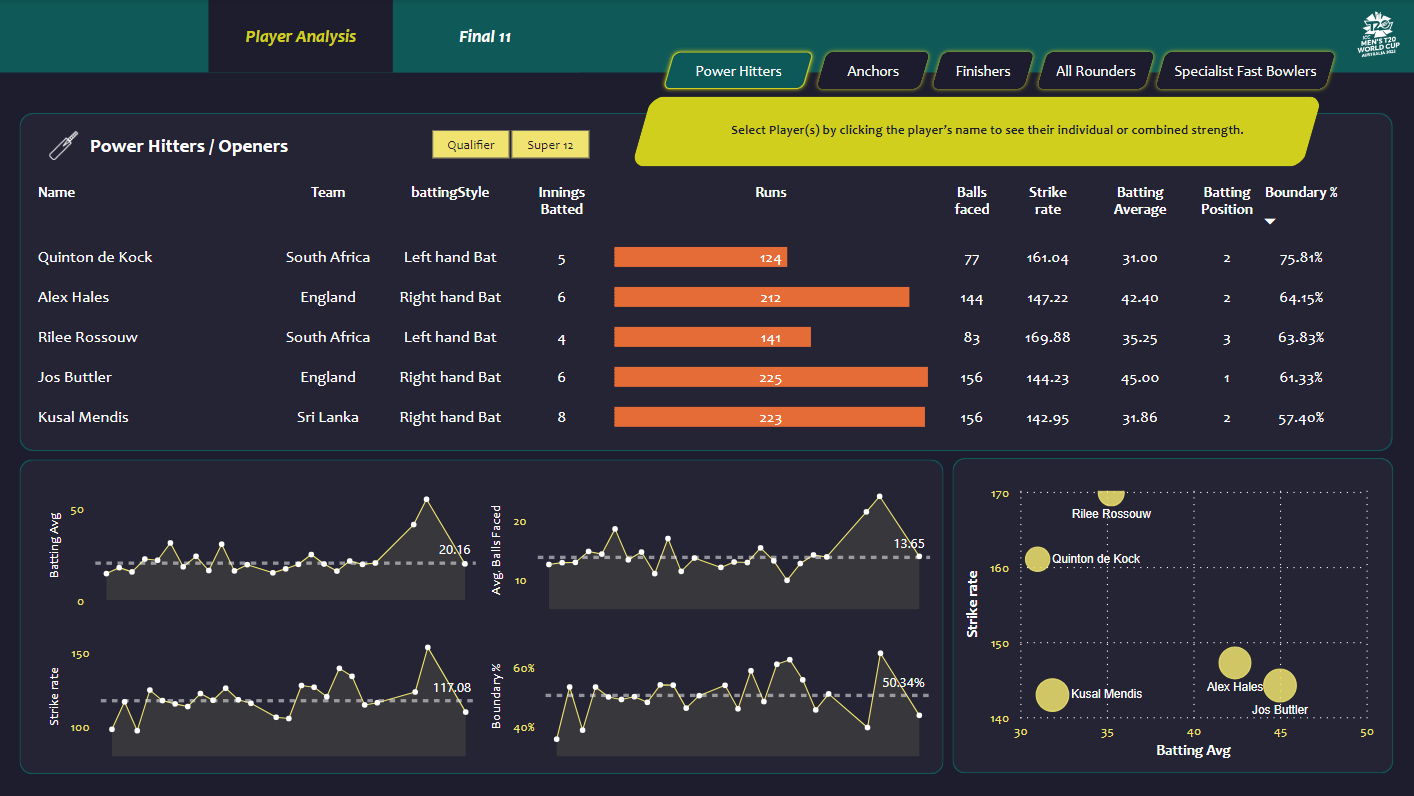 Player Analysis
Final 11
ICC
MEN'S T20
WORLD CUP
AUSTRALIA 2022
Power Hitters
Anchors
Finishers
All Rounders
Specialist Fast Bowlers
Select Player(s) by clicking the player's name to see their individual or combined strength.
Power Hitters / Openers
Qualifier
Super 12
Name Team battingStyle Innings Batted Runs Balls faced Strike rate Batting Average Batting Position Boundary %
Quinton de Kock South Africa Left hand Bat 5 124 77 161.04 31.00 2 75.81%
Alex Hales England Right hand Bat 6 212 144 147.22 42.40 2 64.15%
Rilee Rossouw South Africa Left hand Bat 4 141 83 169.88 35.25 3 63.83%
Jos Buttler England Right hand Bat 6 225 156 144.23 45.00 1 61.33%
Kusal Mendis Sri Lanka Right hand Bat 8 223 156 142.95 31.86 2 57.40%
Batting Avg
50
0
20.16
Avg. Balls Faced
20
10
13.65
Strike rate
150
100
117.08
Boundary %
60%
40%
50.34%
Strike rate
170
160
150
140
Rilee Rossouw
Quinton de Kock
Kusal Mendis
Alex Hales
Jos Buttler
30 35 40 45 50
Batting Avg